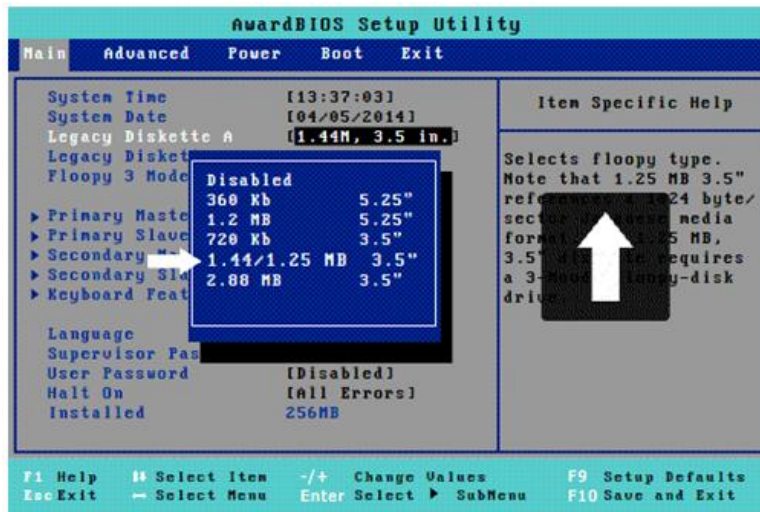 AwardBIOS Setup Utility
Main Advanced Power Boot Exit
System Time [13:37:03]
System Date [04/05/2014]
Legacy Diskette A [1.44M, 3.5 in.]
Legacy Disket
Floopy 3 Mode
Primary Maste
Primary Slave
Secondary
Secondary Sla
Keyboard Feat
Language
Supervisor Pas
User Password [Disabled]
Halt On [All Errors]
Installed 256MB
Disabled
360 Kb 5.25"
1.2 MB 5.25"
720 Kb 3.5"
1.44/1.25 MB 3.5"
2.88 MB 3.5"
Item Specific Help
Selects floopy type.
Note that 1.25 MB 3.5"
references a 1024 byte/
sector media
format 1.25 MB,
3.5" requires
a 3- -disk
drive
F1 Help Select Item -/+ Change Values F9 Setup Defaults
Esc Exit Select Menu Enter Select SubMenu F10 Save and Exit